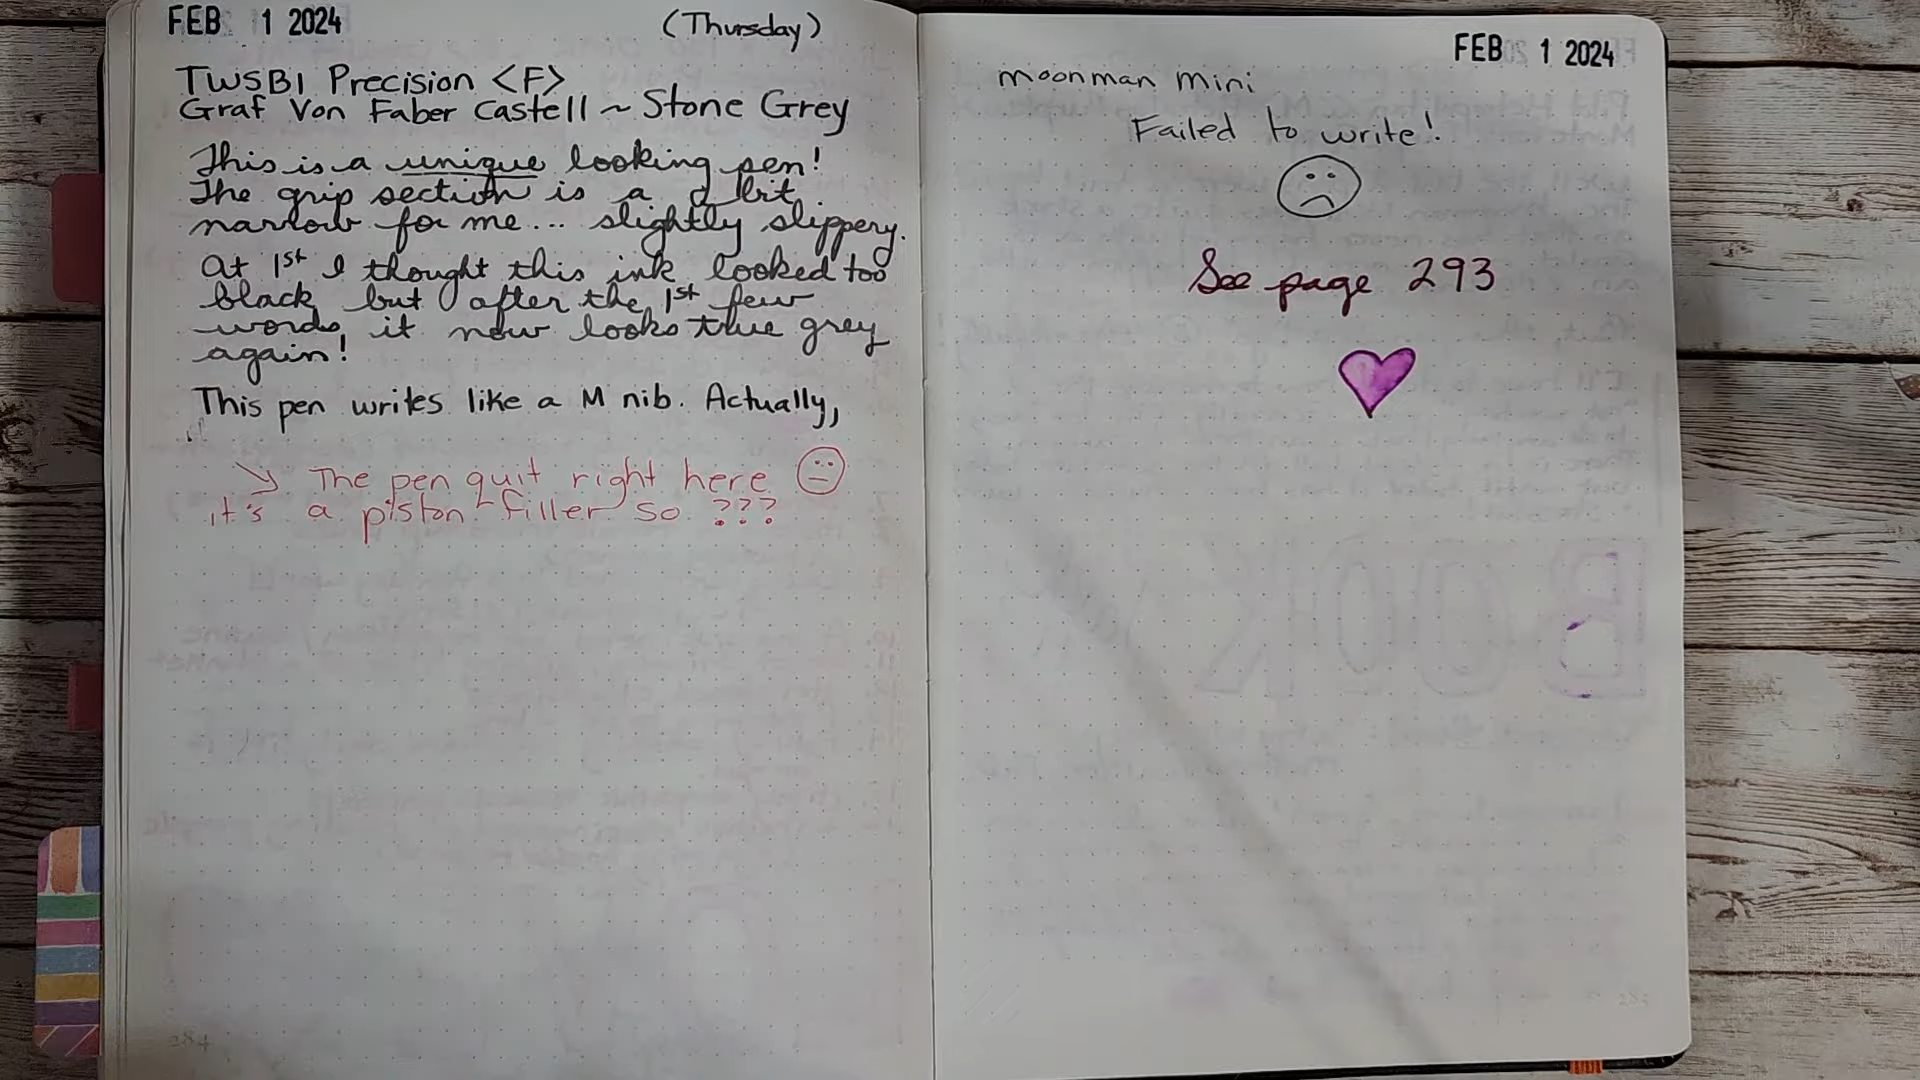 FEB 1 2024
(Thursday)
TWSBI Precision <F>
Graf Von Faber Castell ~ Stone Grey
This is a unique looking pen!
The grip section is a bit
narrow for me... slightly slippery.
At 1st I thought this ink looked too
black but after the 1st few
words it now looks true grey
again!
This pen writes like a M nib. Actually,
→ The pen quit right here
it's a piston filler so ???
284
FEB 1 2024
moonman mini
Failed to write!
See page 293